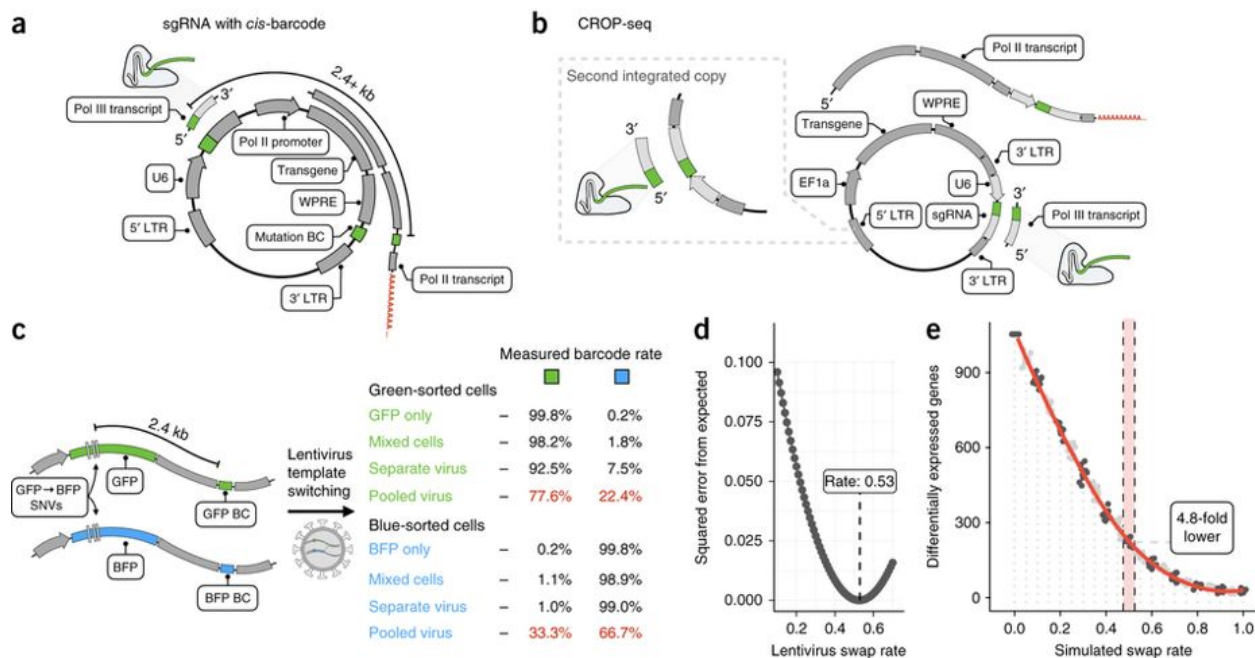 a
sgRNA with cis-barcode
2.4+ kb
3′
Pol III transcript
5′
Pol II promoter
Transgene
U6
WPRE
5′ LTR
Mutation BC
Pol II transcript
3′ LTR
b
CROP-seq
Pol II transcript
Second integrated copy
5′
WPRE
Transgene
3′ LTR
3′
EF1a
U6
3′
5′
5′ LTR
sgRNA
Pol III transcript
5′
3′ LTR
c
2.4 kb
GFP→BFP
SNVs
GFP
GFP BC
BFP
BFP BC
Lentivirus
template
switching
Measured barcode rate
Green-sorted cells
GFP only – 99.8% 0.2%
Mixed cells – 98.2% 1.8%
Separate virus – 92.5% 7.5%
Pooled virus – 77.6% 22.4%
Blue-sorted cells
BFP only – 0.2% 99.8%
Mixed cells – 1.1% 98.9%
Separate virus – 1.0% 99.0%
Pooled virus – 33.3% 66.7%
d
Squared error from expected
0.100
0.075
0.050
0.025
0.000
Rate: 0.53
0.2 0.4 0.6
Lentivirus swap rate
e
Differentially expressed genes
900
600
300
0
4.8-fold
lower
0.0 0.2 0.4 0.6 0.8 1.0
Simulated swap rate